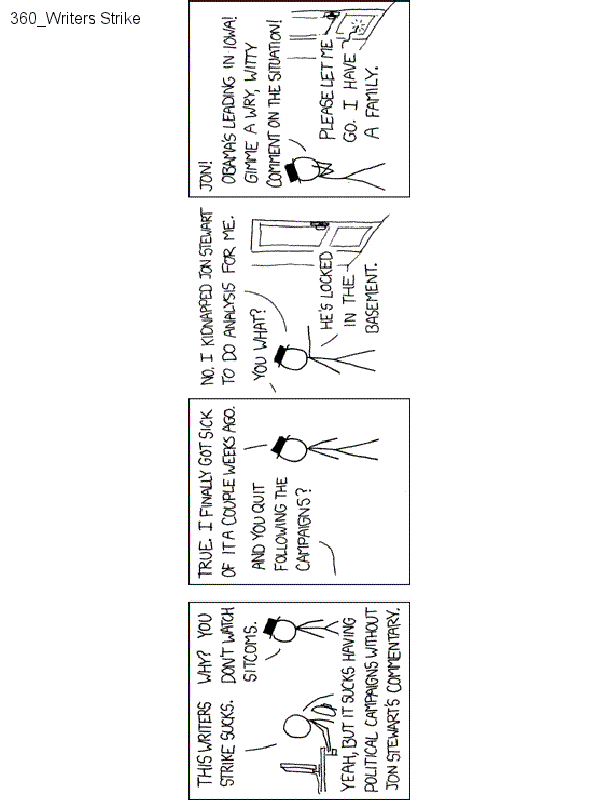 360_Writers Strike
THIS WRITERS
STRIKE SUCKS.
WHY? YOU
DON'T WATCH
SITCOMS.
YEAH, BUT IT SUCKS HAVING
POLITICAL CAMPAIGNS WITHOUT
JON STEWART'S COMMENTARY.
TRUE. I FINALLY GOT SICK
OF IT A COUPLE WEEKS AGO.
AND YOU QUIT
FOLLOWING THE
CAMPAIGNS?
NO. I KIDNAPPED JON STEWART
TO DO ANALYSIS FOR ME.
YOU WHAT?
HE'S LOCKED
IN THE
BASEMENT.
JON!
OBAMA'S LEADING IN IOWA!
GIMME A WRY, WITTY
COMMENT ON THE SITUATION!
PLEASE LET ME
GO. I HAVE
A FAMILY.